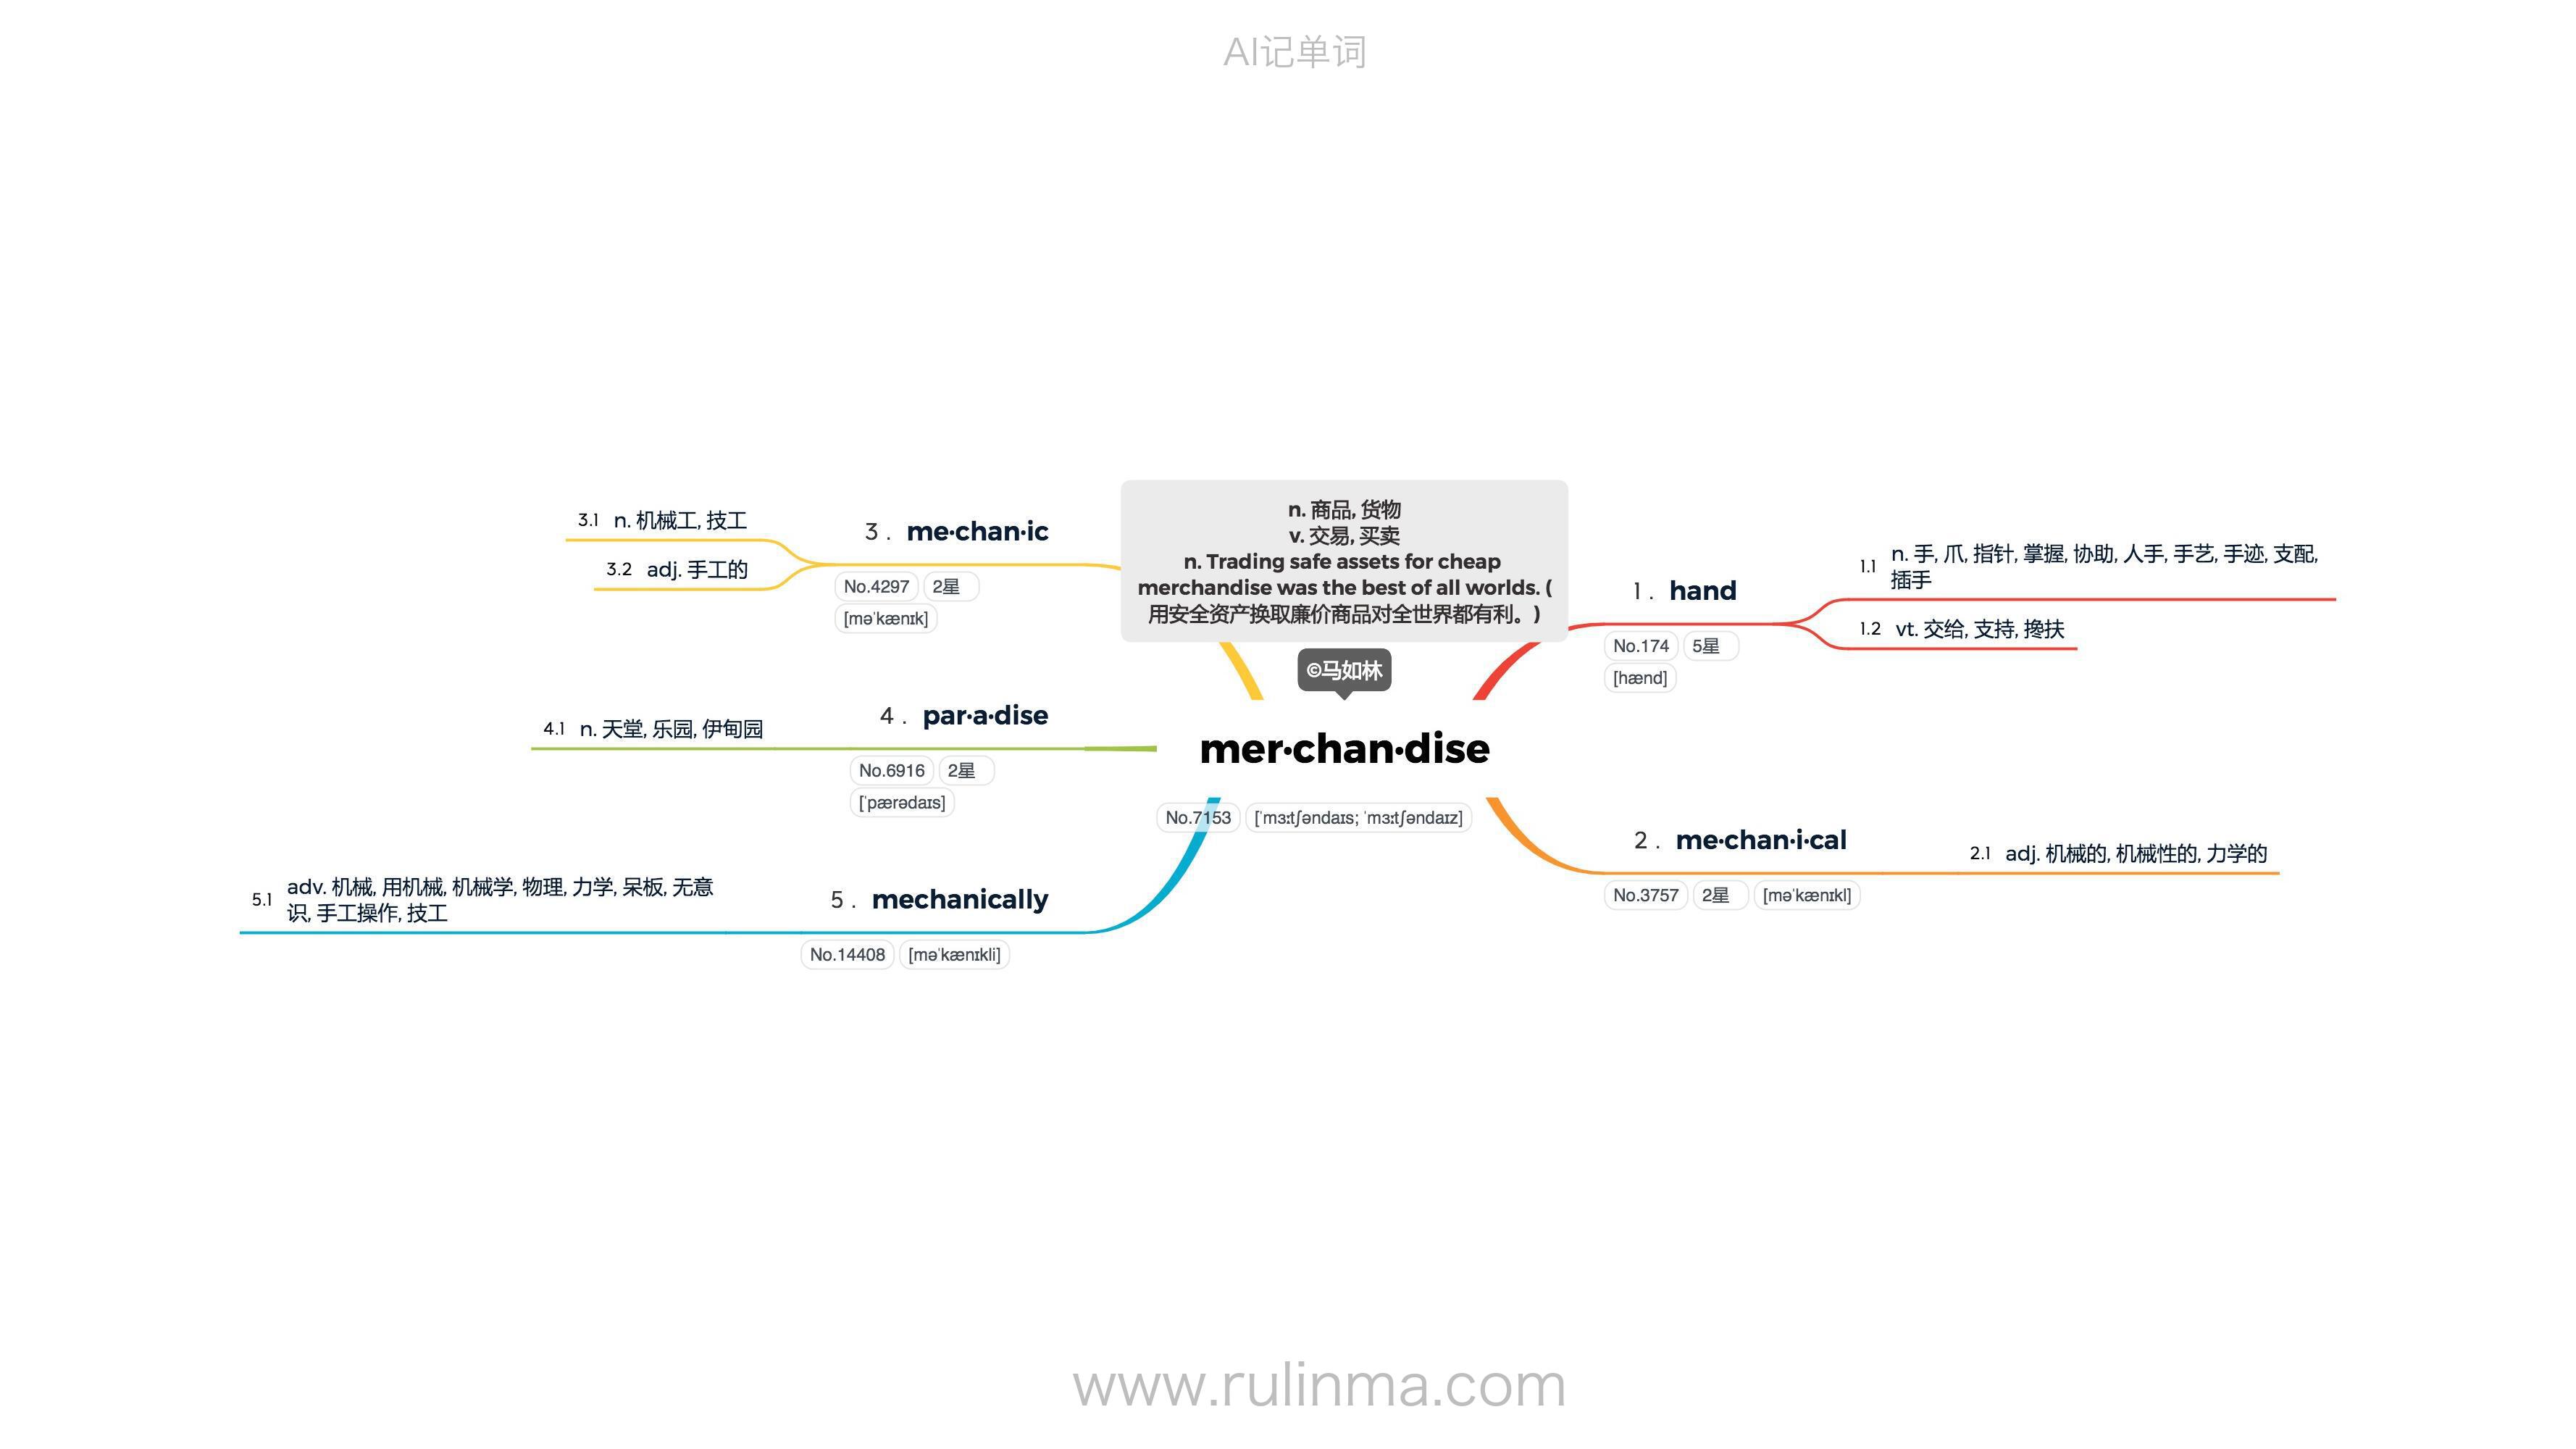 AI记单词
n. 商品, 货物
v. 交易, 买卖
n. Trading safe assets for cheap
merchandise was the best of all worlds. (
用安全资产换取廉价商品对全世界都有利。)
©马如林
mer·chan·dise
No.7153 [ˈmɜːtʃəndaɪs; ˈmɜːtʃəndaɪz]
1 . hand
No.174 5星
[hænd]
1.1 n. 手, 爪, 指针, 掌握, 协助, 人手, 手艺, 手迹, 支配,
插手
1.2 vt. 交给, 支持, 搀扶
2 . me·chan·i·cal
No.3757 2星 [məˈkænɪkl]
2.1 adj. 机械的, 机械性的, 力学的
3 . me·chan·ic
No.4297 2星
[məˈkænɪk]
3.1 n. 机械工, 技工
3.2 adj. 手工的
4 . par·a·dise
No.6916 2星
[ˈpærədaɪs]
4.1 n. 天堂, 乐园, 伊甸园
5 . mechanically
No.14408 [məˈkænɪkli]
5.1 adv. 机械, 用机械, 机械学, 物理, 力学, 呆板, 无意
识, 手工操作, 技工
www.rulinma.com